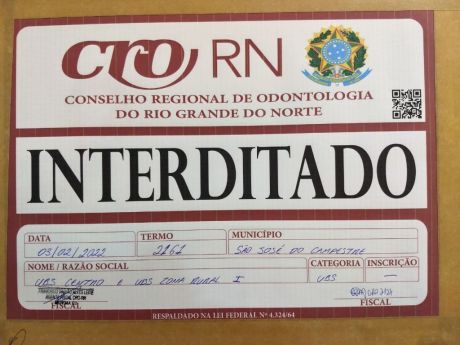 CRO RN
CONSELHO REGIONAL DE ODONTOLOGIA
DO RIO GRANDE DO NORTE
INTERDITADO
DATA TERMO MUNICÍPIO
03/02/2022 2161 SÃO JOSÉ DO CAMPESTRE
NOME / RAZÃO SOCIAL CATEGORIA INSCRIÇÃO
UBS CENTRO E UBS ZONA RURAL I UBS —
FISCAL FISCAL
RESPALDADO NA LEI FEDERAL Nº 4.324/64